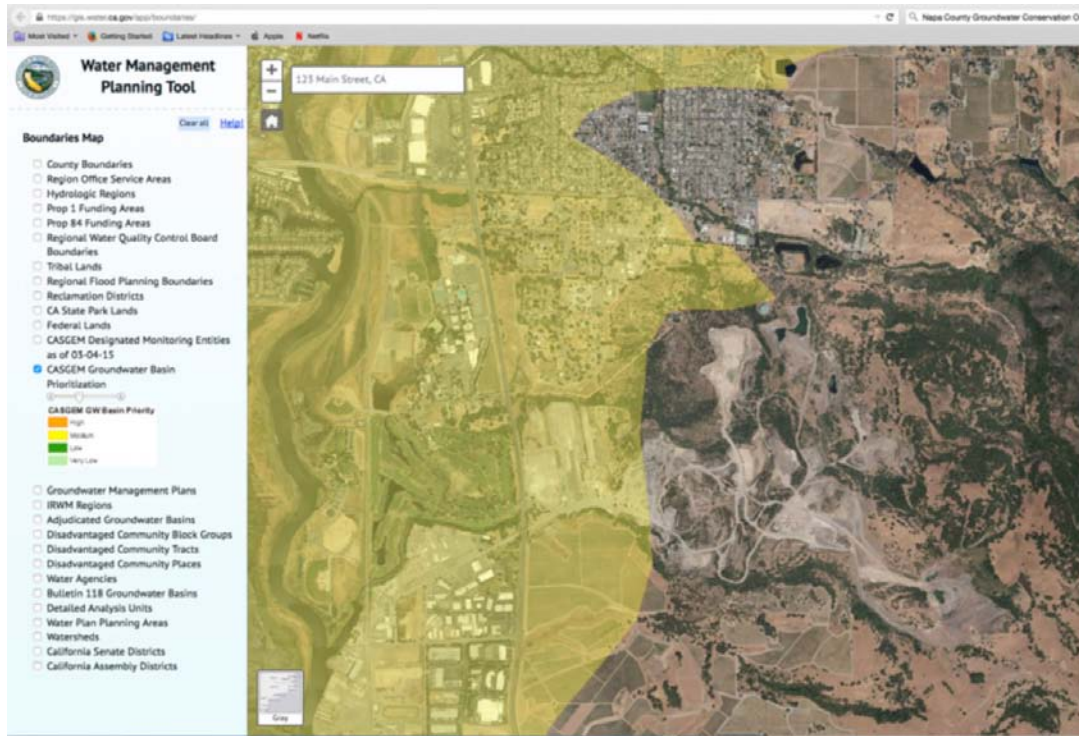 https://gis.water.ca.gov/app/boundaries/
Napa County Groundwater Conservation O
Most Visited
Getting Started
Latest Headlines
Apple
Netflix
Water Management
Planning Tool
Clear all
Help!
Boundaries Map
County Boundaries
Region Office Service Areas
Hydrologic Regions
Prop 1 Funding Areas
Prop 84 Funding Areas
Regional Water Quality Control Board
Boundaries
Tribal Lands
Regional Flood Planning Boundaries
Reclamation Districts
CA State Park Lands
Federal Lands
CASGEM Designated Monitoring Entities
as of 03-04-15
CASGEM Groundwater Basin
Prioritization
CASGEM GW Basin Priority
High
Medium
Low
Very Low
Groundwater Management Plans
IRWM Regions
Adjudicated Groundwater Basins
Disadvantaged Community Block Groups
Disadvantaged Community Tracts
Disadvantaged Community Places
Water Agencies
Bulletin 118 Groundwater Basins
Detailed Analysis Units
Water Plan Planning Areas
Watersheds
California Senate Districts
California Assembly Districts
+
−
123 Main Street, CA
Gray